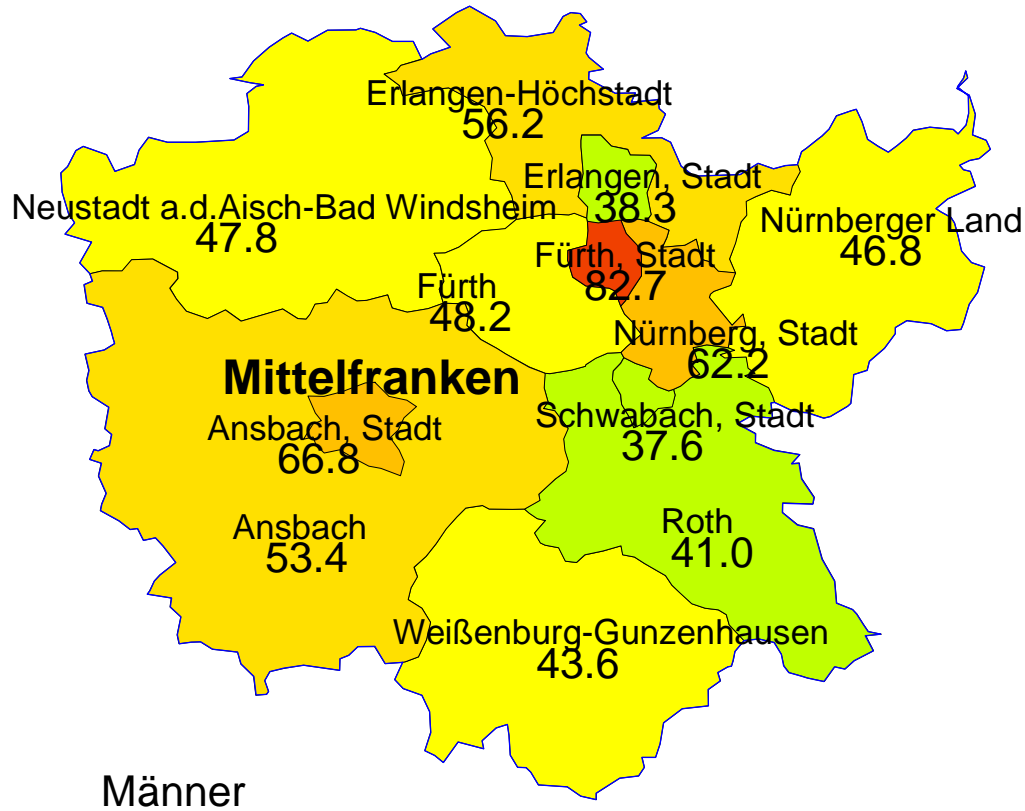 Erlangen-Höchstadt
56.2
Erlangen, Stadt
38.3
Neustadt a.d.Aisch-Bad Windsheim
47.8
Nürnberger Land
46.8
Fürth, Stadt
82.7
Fürth
48.2
Nürnberg, Stadt
62.2
Mittelfranken
Ansbach, Stadt
66.8
Schwabach, Stadt
37.6
Ansbach
53.4
Roth
41.0
Weißenburg-Gunzenhausen
43.6
Männer